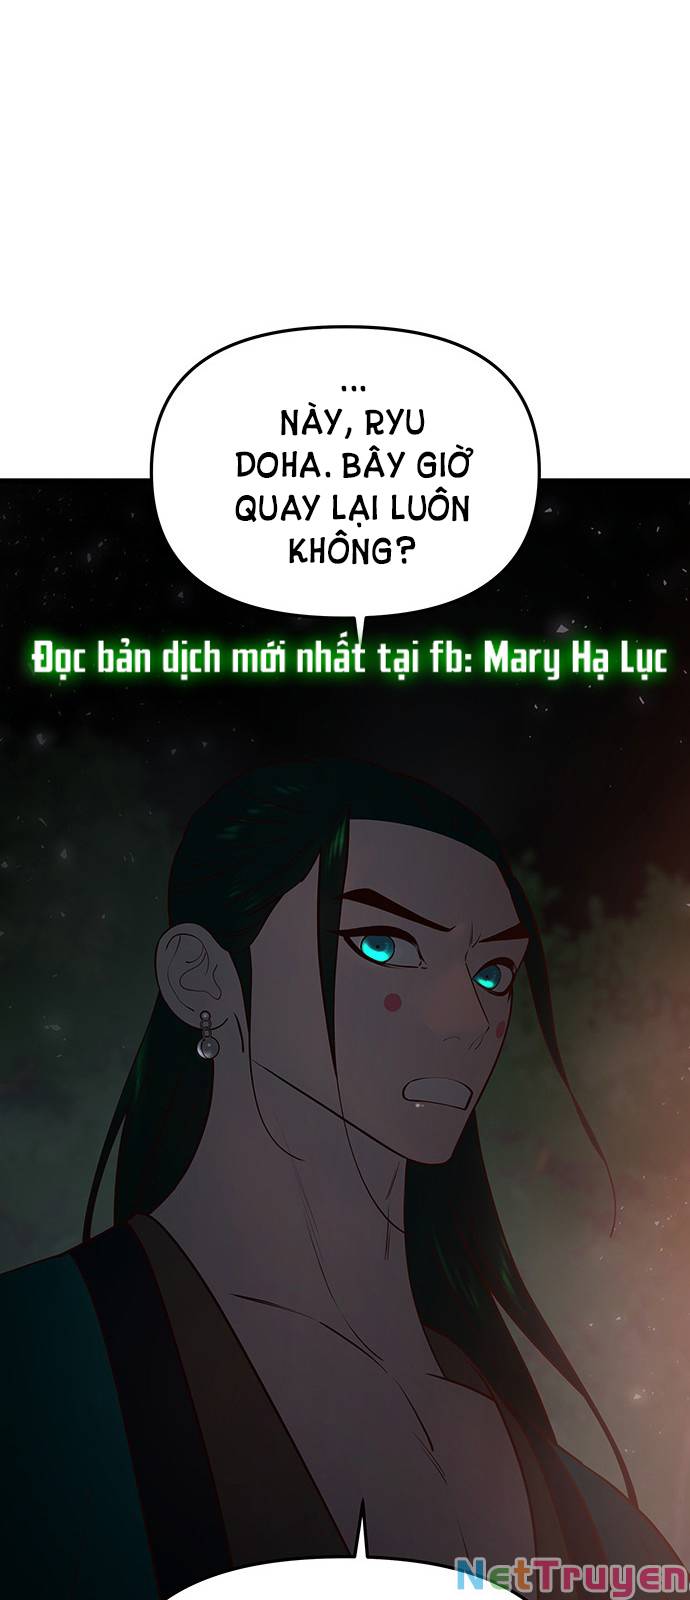 ...
NÀY, RYU
DOHA. BÂY GIỜ
QUAY LẠI LUÔN
KHÔNG?
Đọc bản dịch mới nhất tại fb: Mary Hạ Lục
NetTruyen